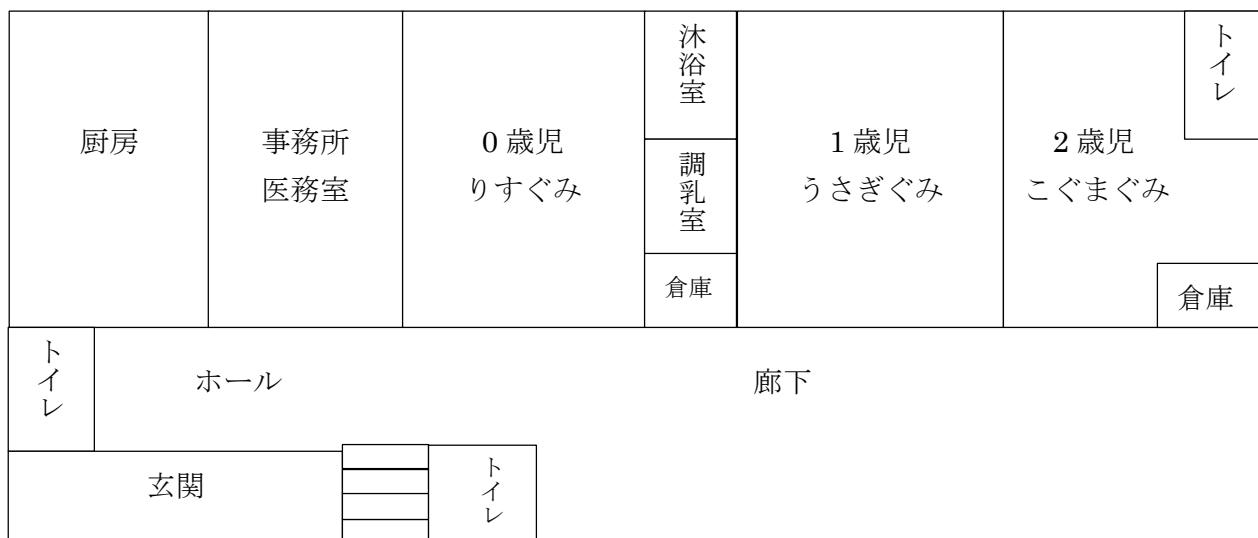 厨房
事務所
医務室
0 歳児
りすぐみ
沐浴室
調乳室
倉庫
1 歳児
うさぎぐみ
2 歳児
こぐまぐみ
トイレ
倉庫
トイレ
ホール
廊下
玄関
トイレ